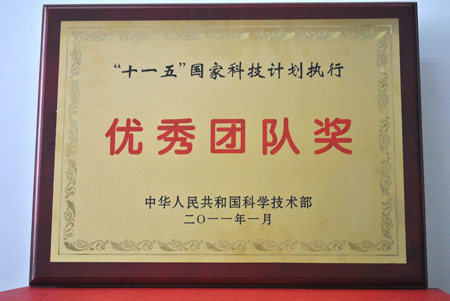 “十一五”国家科技计划执行
优秀团队奖
中华人民共和国科学技术部
二〇一一年一月